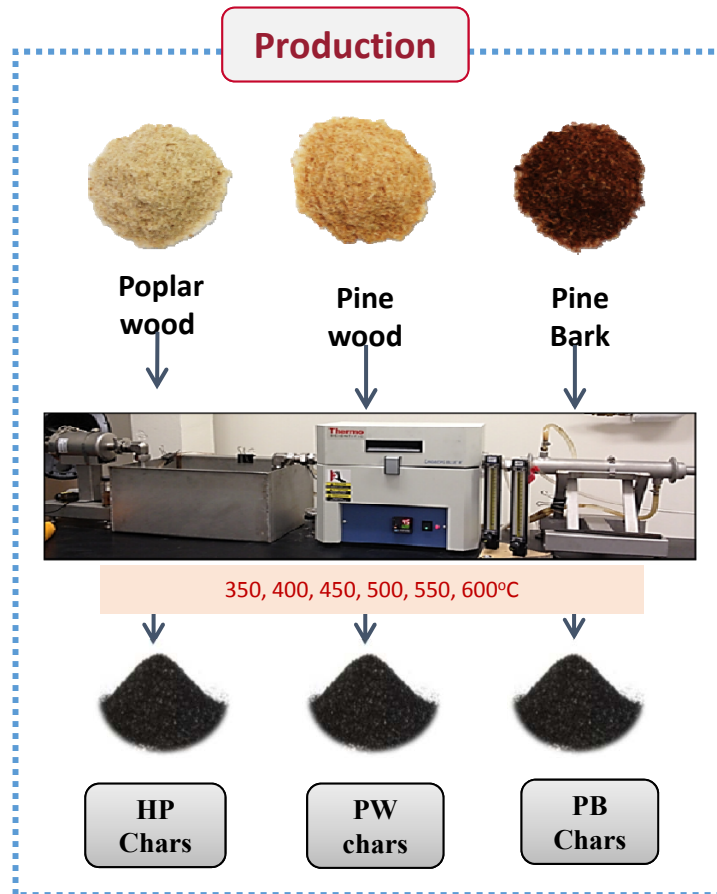 Production
Poplar
wood
Pine
wood
Pine
Bark
Thermo
SCIENTIFIC
350, 400, 450, 500, 550, 600°C
HP
Chars
PW
chars
PB
Chars